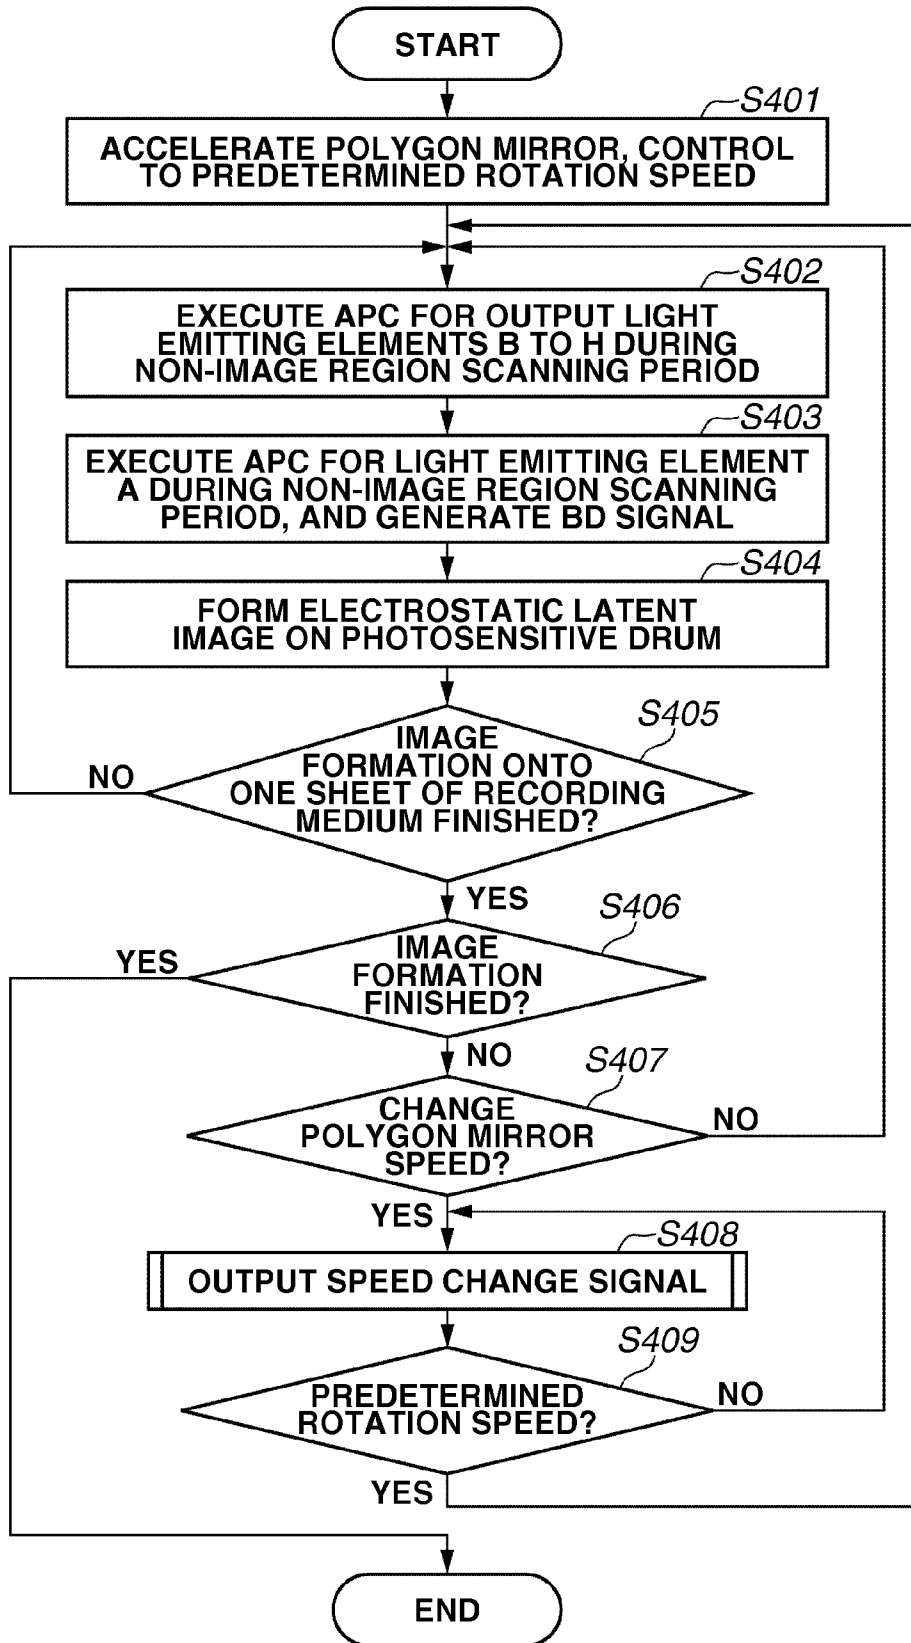 START
S401
ACCELERATE POLYGON MIRROR, CONTROL
TO PREDETERMINED ROTATION SPEED
S402
EXECUTE APC FOR OUTPUT LIGHT
EMITTING ELEMENTS B TO H DURING
NON-IMAGE REGION SCANNING PERIOD
S403
EXECUTE APC FOR LIGHT EMITTING ELEMENT
A DURING NON-IMAGE REGION SCANNING
PERIOD, AND GENERATE BD SIGNAL
S404
FORM ELECTROSTATIC LATENT
IMAGE ON PHOTOSENSITIVE DRUM
S405
IMAGE
FORMATION ONTO
ONE SHEET OF RECORDING
MEDIUM FINISHED?
NO
YES
S406
IMAGE
FORMATION
FINISHED?
YES
NO
S407
CHANGE
POLYGON MIRROR
SPEED?
NO
YES
S408
OUTPUT SPEED CHANGE SIGNAL
S409
PREDETERMINED
ROTATION SPEED?
NO
YES
END